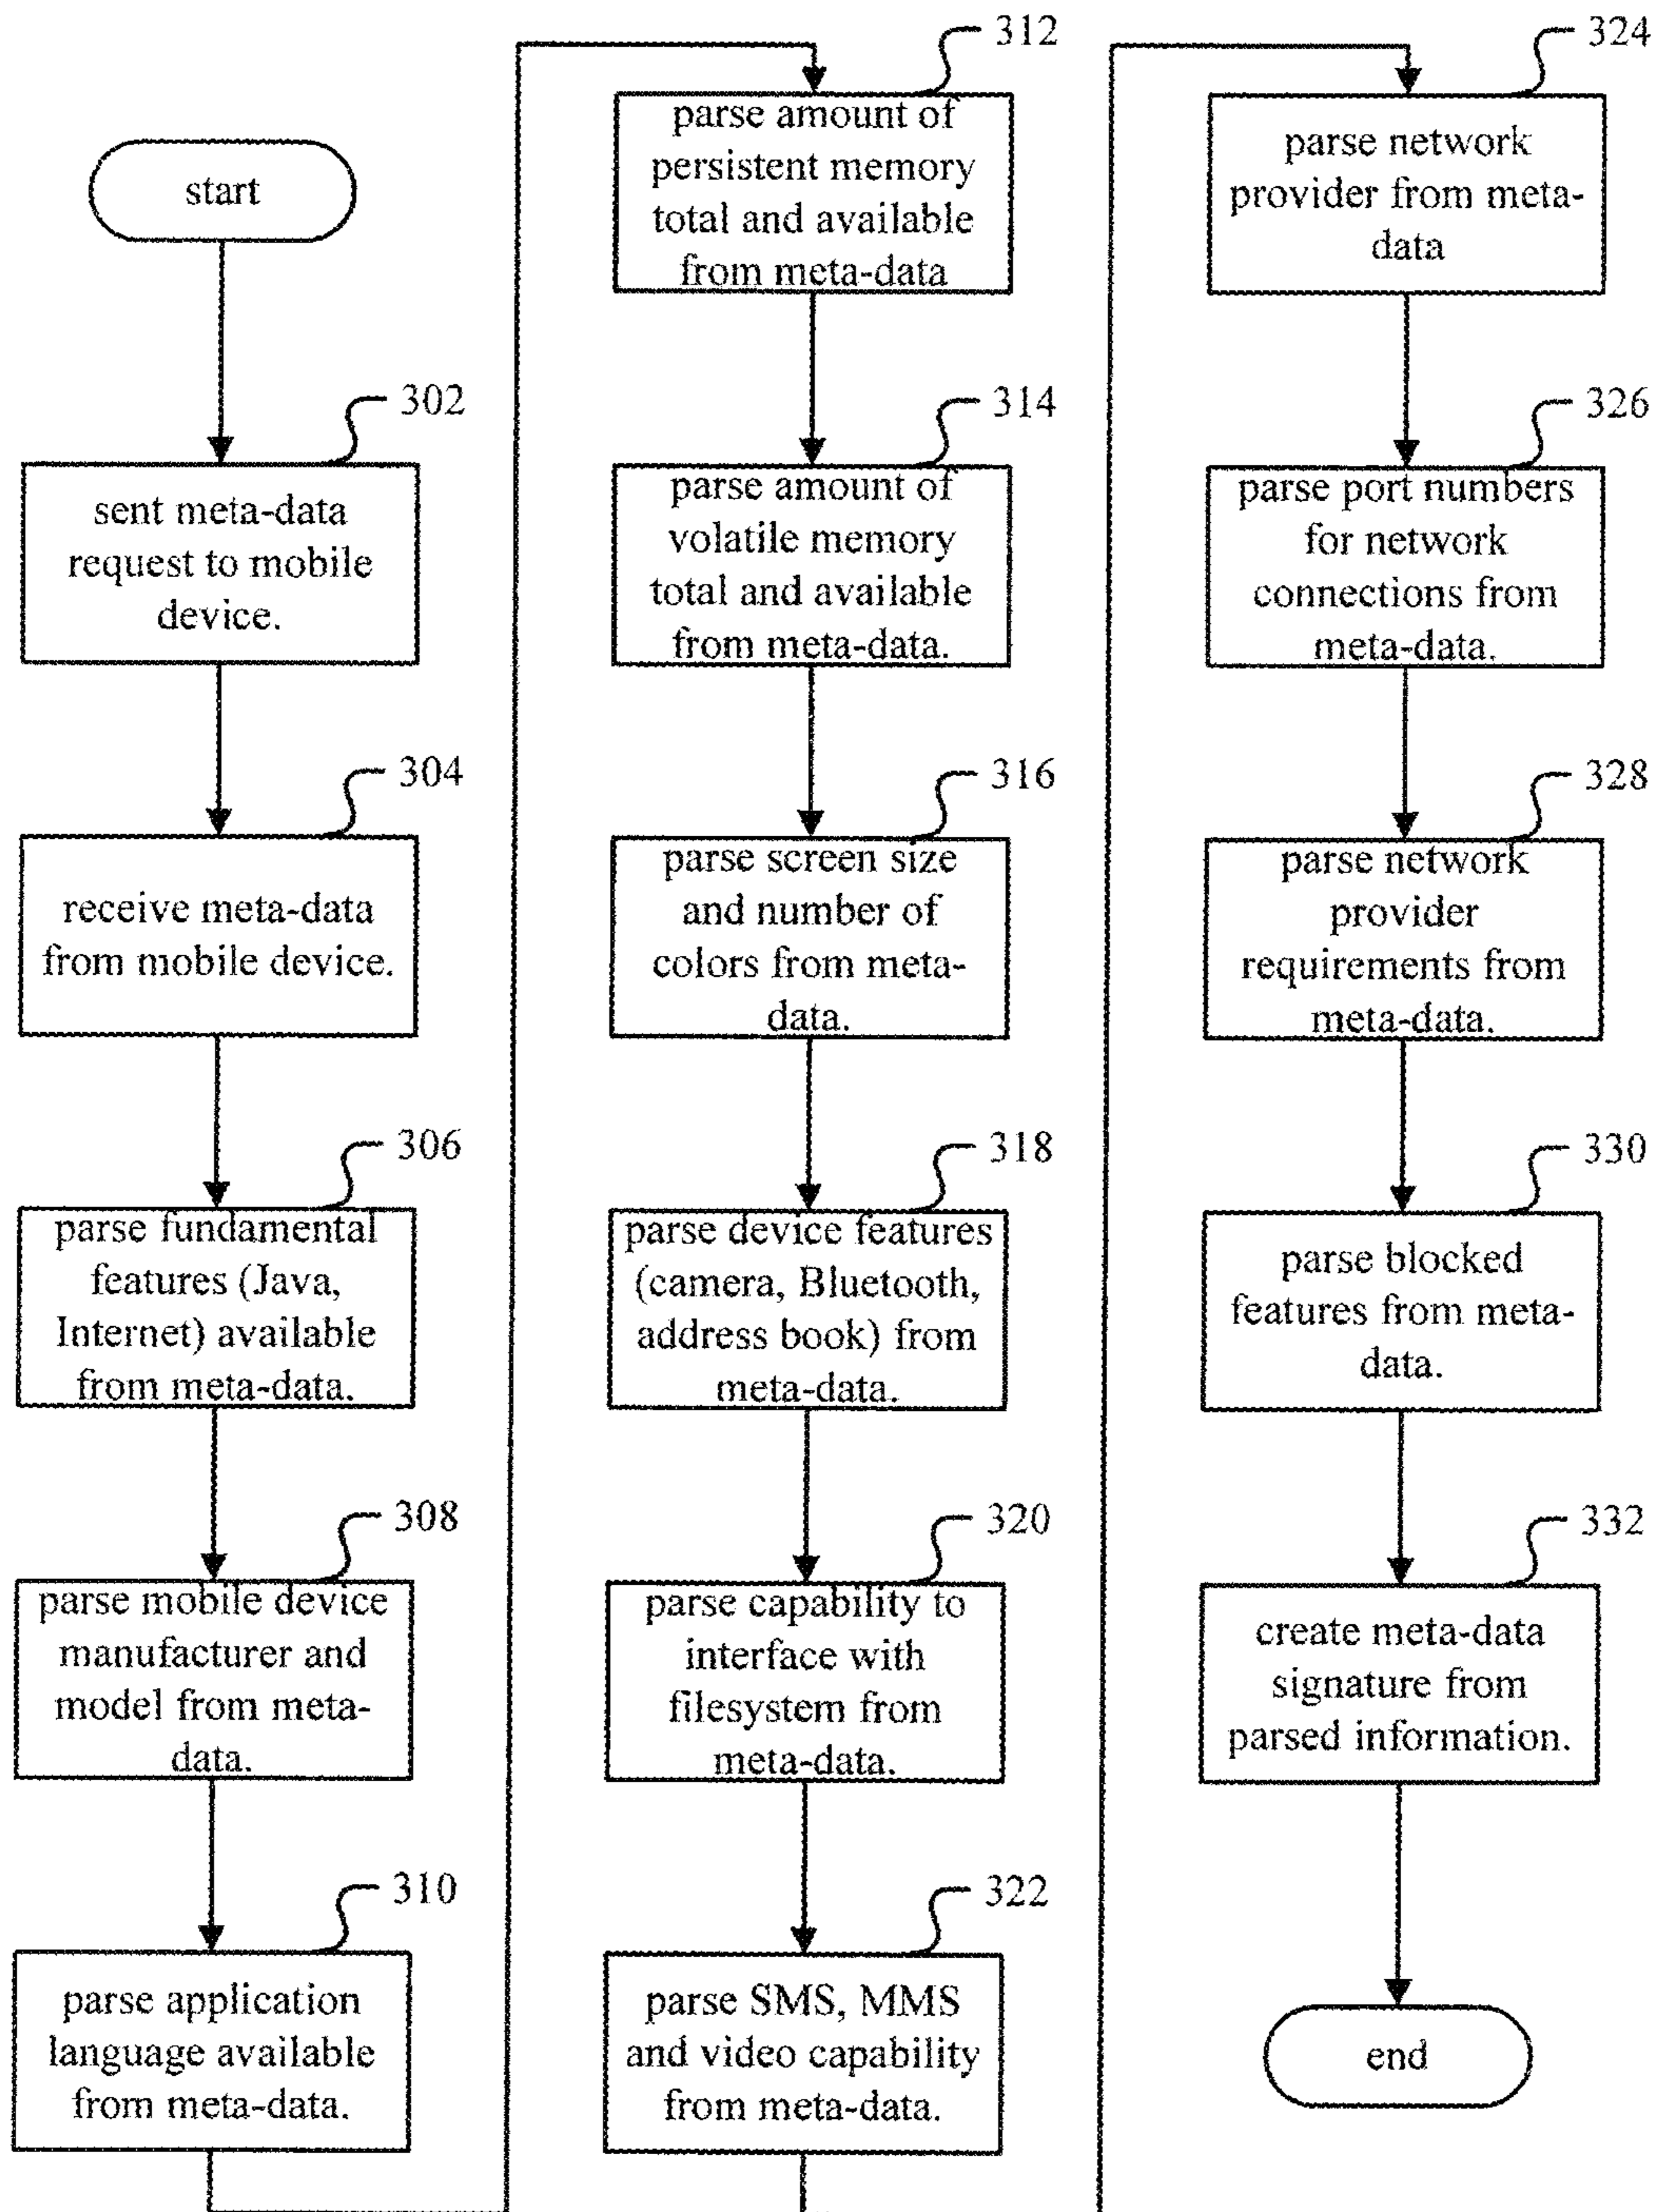 start
302
sent meta-data
request to mobile
device.
304
receive meta-data
from mobile device.
306
parse fundamental
features (Java,
Internet) available
from meta-data.
308
parse mobile device
manufacturer and
model from meta-
data.
310
parse application
language available
from meta-data.
312
parse amount of
persistent memory
total and available
from meta-data
314
parse amount of
volatile memory
total and available
from meta-data.
316
parse screen size
and number of
colors from meta-
data.
318
parse device features
(camera, Bluetooth,
address book) from
meta-data.
320
parse capability to
interface with
filesystem from
meta-data.
322
parse SMS, MMS
and video capability
from meta-data.
324
parse network
provider from meta-
data
326
parse port numbers
for network
connections from
meta-data.
328
parse network
provider
requirements from
meta-data.
330
parse blocked
features from meta-
data.
332
create meta-data
signature from
parsed information.
end